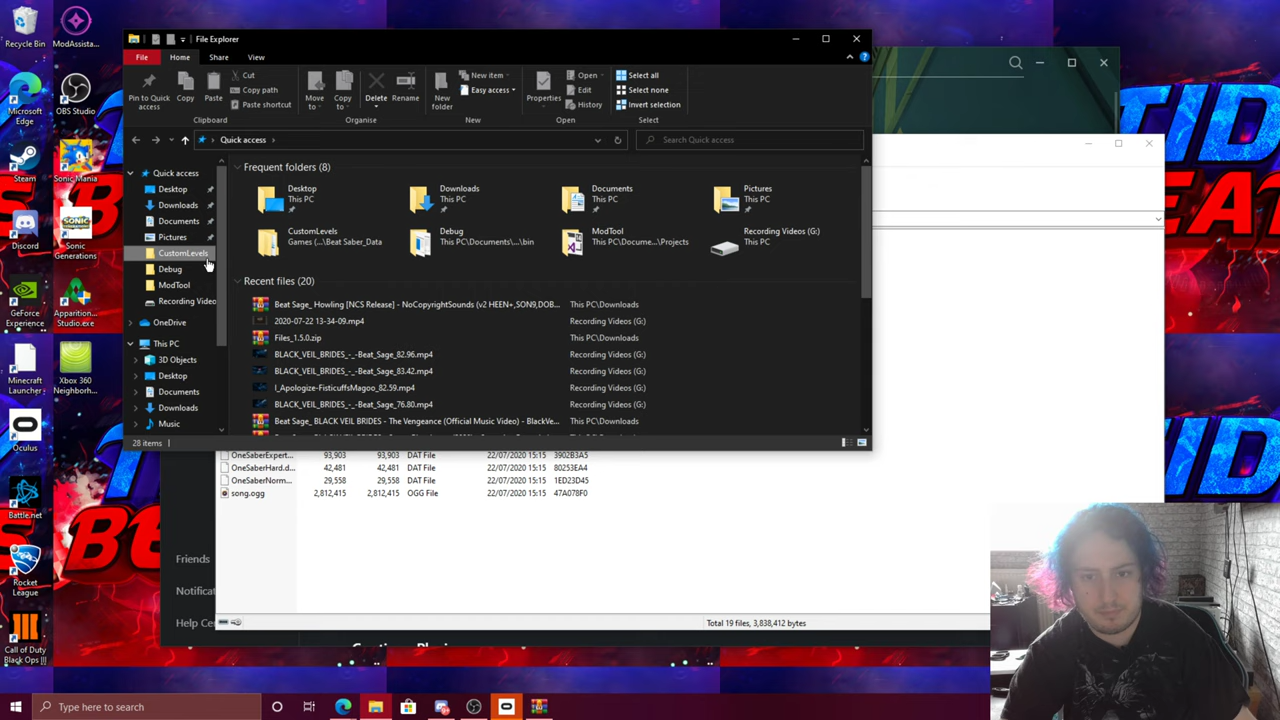 File Explorer
File Home Share View
Pin to Quick access
Copy
Paste
Cut
Copy path
Paste shortcut
Clipboard
Move to
Copy to
Delete
Rename
Organise
New folder
New item
Easy access
New
Properties
Open
Edit
History
Open
Select all
Select none
Invert selection
Select
Quick access
Search Quick access
Quick access
Desktop
Downloads
Documents
Pictures
CustomLevels
Debug
ModTool
Recording Video
OneDrive
This PC
3D Objects
Desktop
Documents
Downloads
Music
28 items
Frequent folders (8)
Desktop
This PC
Downloads
This PC
Documents
This PC
Pictures
This PC
CustomLevels
Games (...\Beat Saber_Data
Debug
This PC\Documents\...\bin
ModTool
This PC\Docume...\Projects
Recording Videos (G:)
This PC
Recent files (20)
Beat Sage_Howling [NCS Release] - NoCopyrightSounds (v2 HEEN+,SON9,DOB... This PC\Downloads
2020-07-22 13-34-09.mp4 Recording Videos (G:)
Files_1.5.0.zip This PC\Downloads
BLACK_VEIL_BRIDES_-_-Beat_Sage_82.96.mp4 Recording Videos (G:)
BLACK_VEIL_BRIDES_-_-Beat_Sage_83.42.mp4 Recording Videos (G:)
I_Apologize-FisticuffsMagoo_82.59.mp4 Recording Videos (G:)
BLACK_VEIL_BRIDES_-_-Beat_Sage_76.80.mp4 Recording Videos (G:)
Beat Sage_BLACK VEIL BRIDES - The Vengeance (Official Music Video) - BlackVe... This PC\Downloads
OneSaberExpert... 93,903 93,903 DAT File 22/07/2020 15:15 3902B3A5
OneSaberHard.d... 42,481 42,481 DAT File 22/07/2020 15:15 80253EA4
OneSaberNorm... 29,558 29,558 DAT File 22/07/2020 15:15 1ED23D45
song.ogg 2,812,415 2,812,415 OGG File 22/07/2020 15:15 47A078F0
Total 19 files, 3,838,412 bytes
Friends
Notificat
Help Ce
Recycle Bin
ModAssista...
Microsoft Edge
OBS Studio
Steam
Sonic Mania
Discord
Sonic Generations
GeForce Experience
Apparition Studio.exe
Minecraft Launcher
Xbox 360 Neighborh...
Oculus
Battle.net
Rocket League
Call of Duty Black Ops III
Type here to search